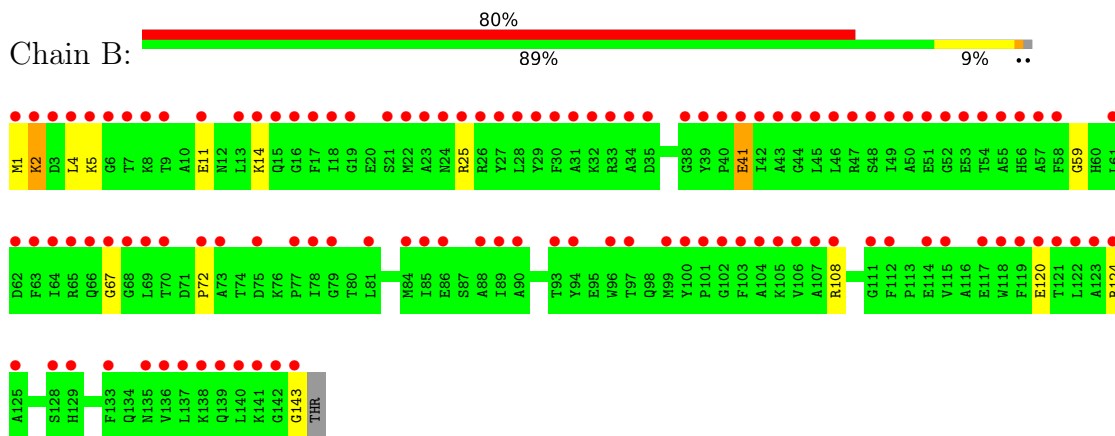 80%
Chain B:
89% 9% ••
M1 K2 D3 L4 K5 G6 T7 K8 T9 A10 E11 N12 L13 K14 Q15 G16 F17 I18 G19 E20 S21 M22 A23 N24 R25 R26 Y27 L28 Y29 F30 A31 K32 R33 A34 D35 G38 Y39 P40 E41 I42 A43 G44 L45 L46 R47 S48 I49 A50 E51 G52 E53 T54 A55 H56 A57 F58 G59 H60 L61
D62 F63 I64 R65 Q66 G67 G68 L69 T70 D71 P72 A73 T74 D75 K76 P77 I78 G79 T80 L81 M84 I85 E86 S87 A88 I89 A90 T93 Y94 E95 W96 T97 Q98 M99 Y100 P101 G102 F103 A104 K105 V106 A107 R108 G111 F112 P113 E114 V115 A116 E117 W118 F119 E120 T121 L122 A123 R124
A125 S128 H129 F133 Q134 N135 V136 L137 K138 Q139 L140 K141 G142 G143 THR